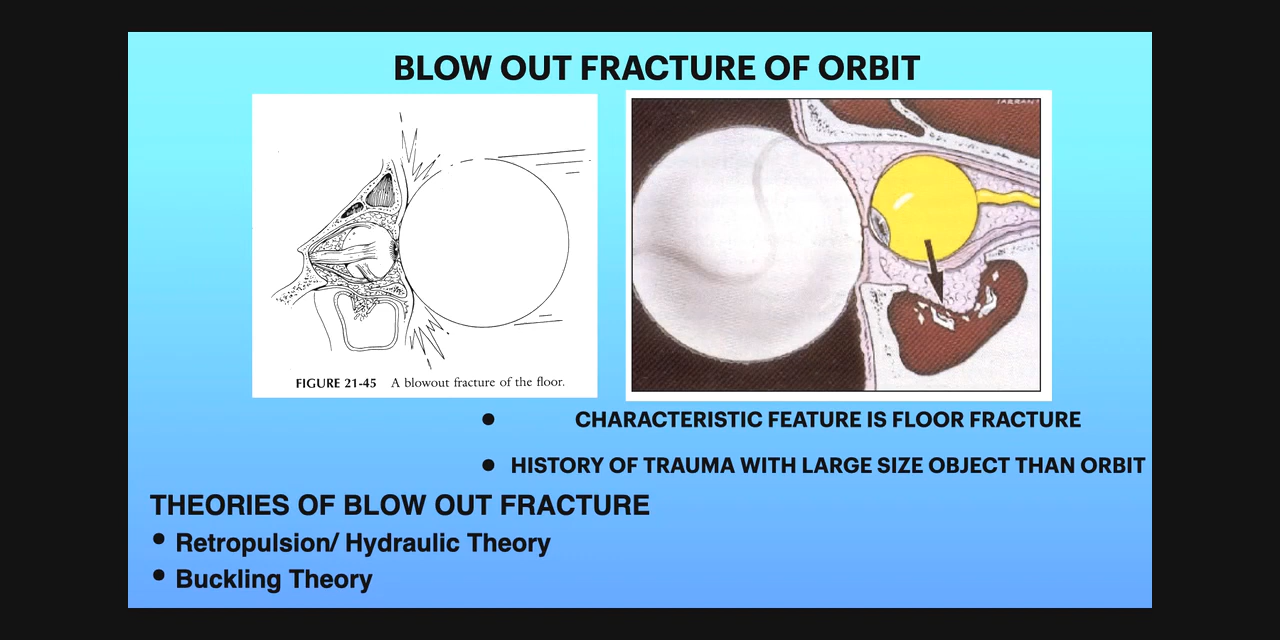 BLOW OUT FRACTURE OF ORBIT
FIGURE 21-45 A blowout fracture of the floor.
• CHARACTERISTIC FEATURE IS FLOOR FRACTURE
• HISTORY OF TRAUMA WITH LARGE SIZE OBJECT THAN ORBIT
THEORIES OF BLOW OUT FRACTURE
• Retropulsion/ Hydraulic Theory
• Buckling Theory